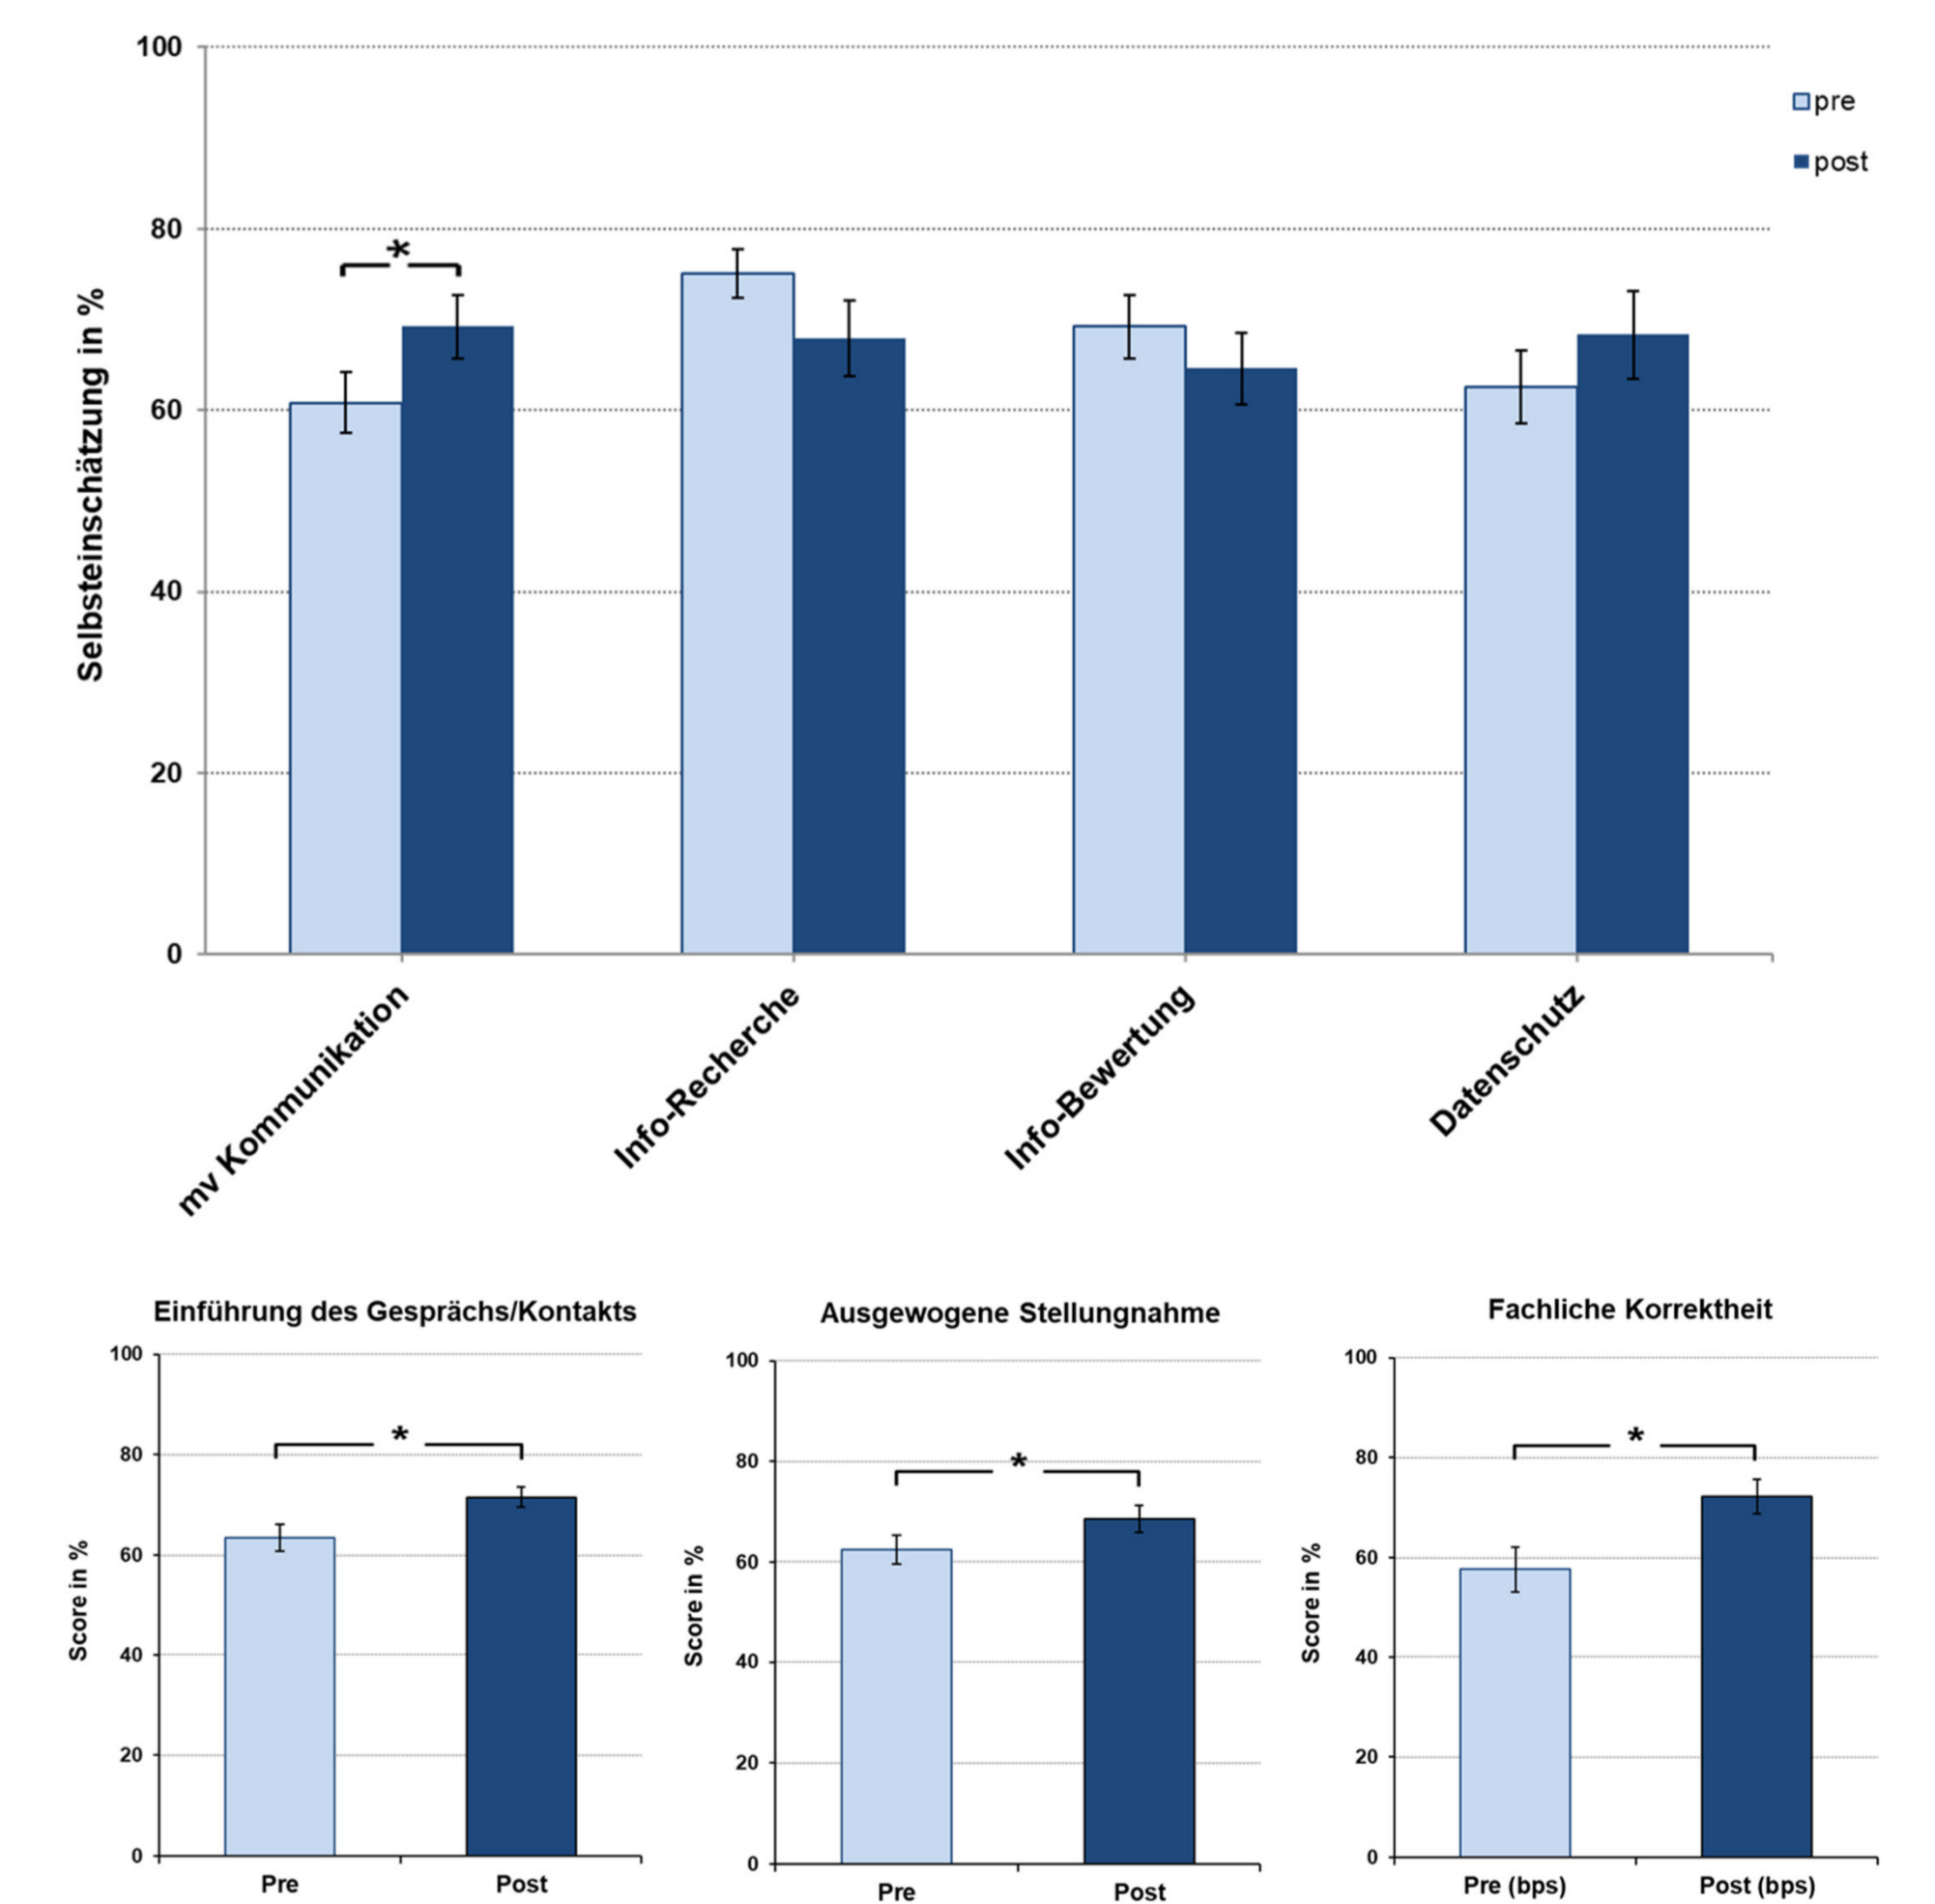 100
80
60
40
20
0
Selbsteinschätzung in %
pre
post
*
mv Kommunikation
Info-Recherche
Info-Bewertung
Datenschutz
Einführung des Gesprächs/Kontakts
100
80
60
40
20
0
Score in %
*
Pre
Post
Ausgewogene Stellungnahme
100
80
60
40
20
0
Score in %
*
Pre
Post
Fachliche Korrektheit
100
80
60
40
20
0
Score in %
*
Pre (bps)
Post (bps)